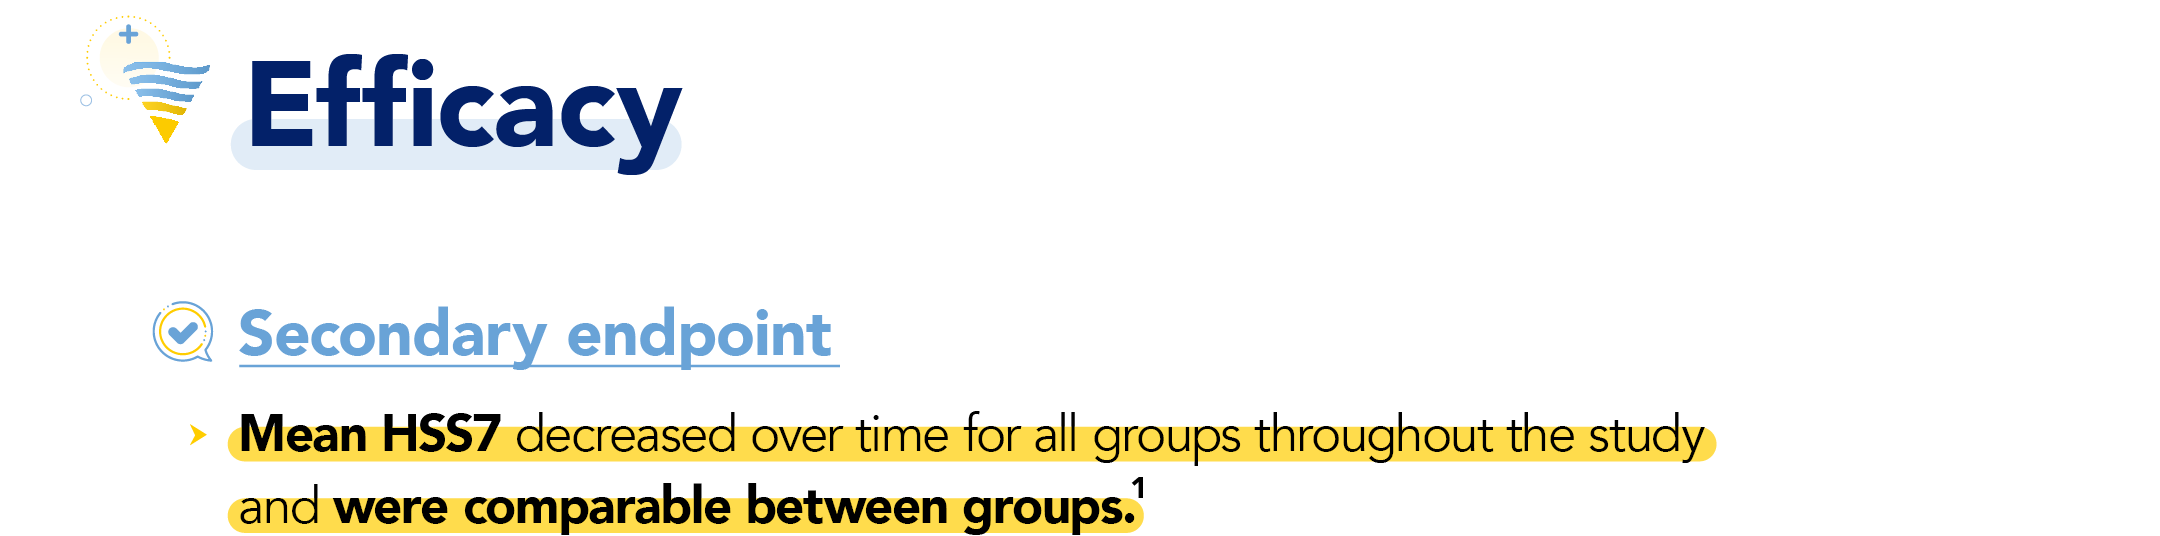 Efficacy
Secondary endpoint
Mean HSS7 decreased over time for all groups throughout the study
and were comparable between groups.¹